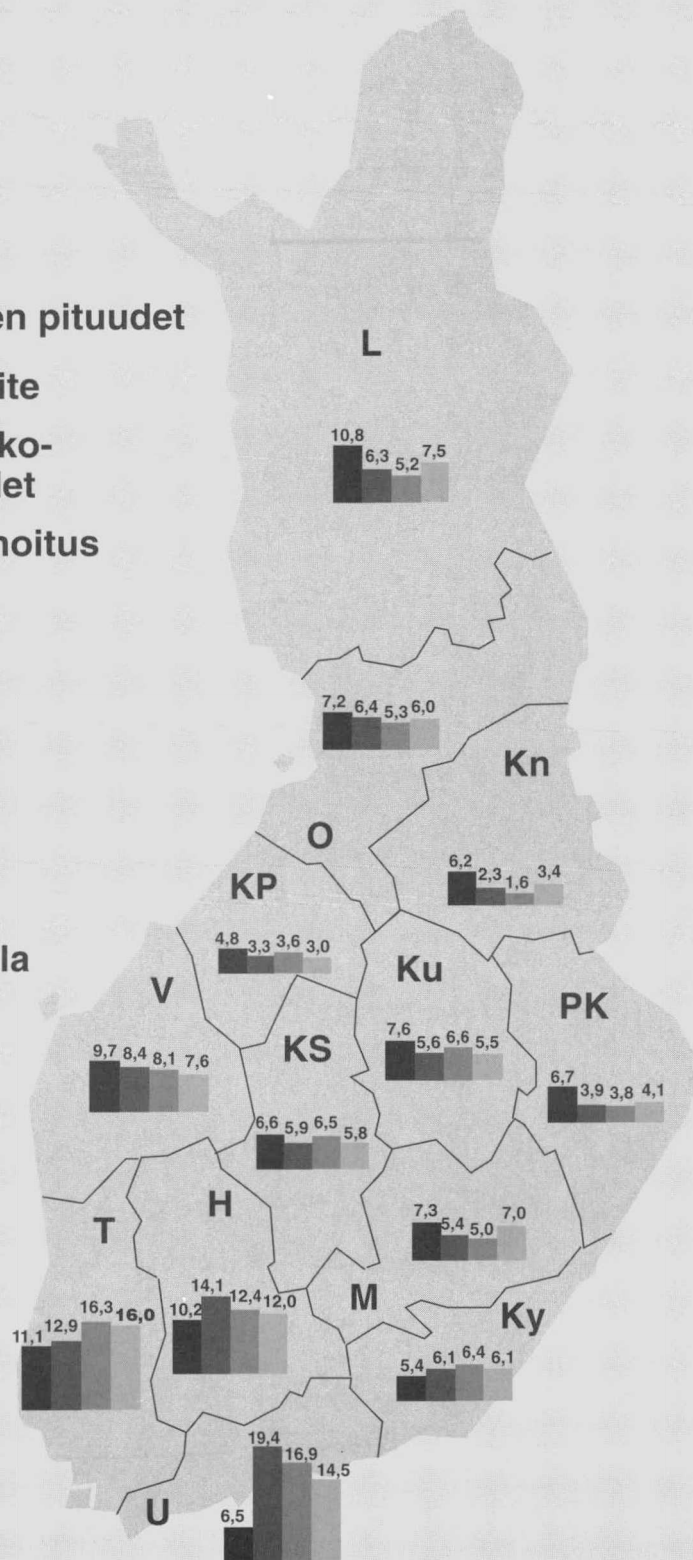 en pituudet
L
ite
ko-
let
noitus
10,8 6,3 5,2 7,5
7,2 6,4 5,3 6,0
Kn
O
6,2 2,3 1,6 3,4
KP
4,8 3,3 3,6 3,0
la
Ku
V
PK
KS
7,6 5,6 6,6 5,5
9,7 8,4 8,1 7,6
6,7 3,9 3,8 4,1
6,6 5,9 6,5 5,8
H
T
7,3 5,4 5,0 7,0
M
Ky
10,2 14,1 12,4 12,0
11,1 12,9 16,3 16,0
5,4 6,1 6,4 6,1
U
6,5 19,4 16,9 14,5